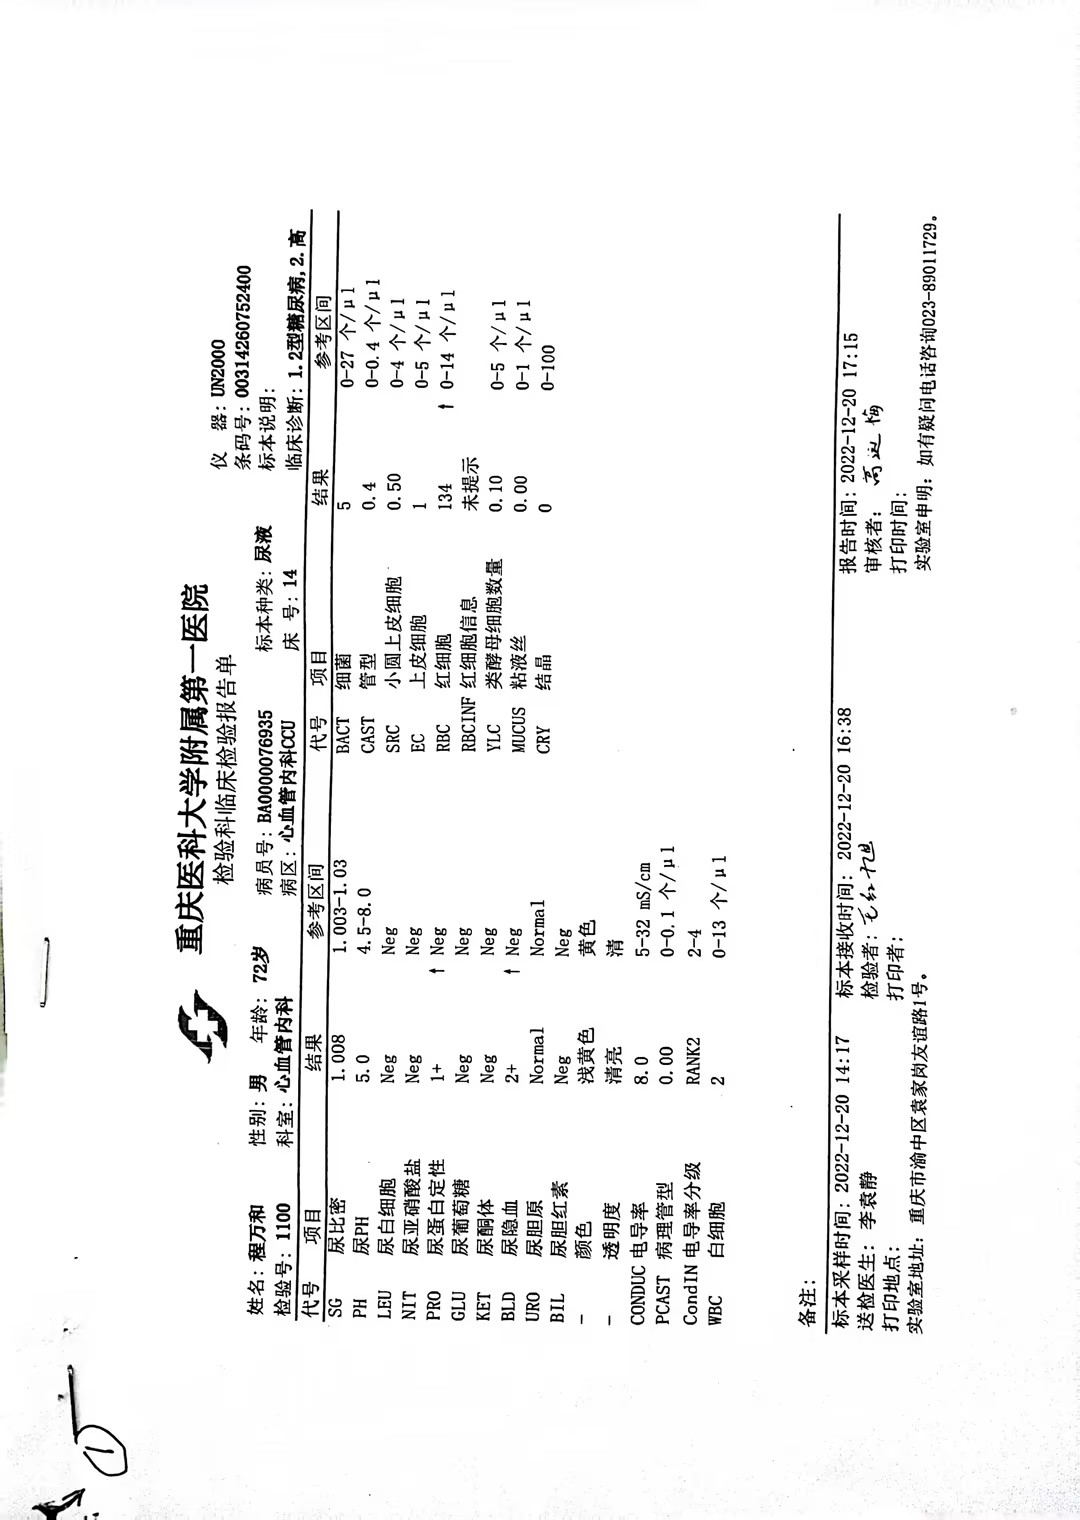 重庆医科大学附属第一医院
检验科临床检验报告单
仪 器: UN2000
条码号: 00314260752400
姓名: 程万和 性别: 男 年龄: 72岁 病员号: BA0000076935 标本种类: 尿液 标本说明:
检验号: 1100 科室: 心血管内科 病区: 心血管内科CCU 床 号: 14 临床诊断: 1.2型糖尿病,2.高
代号 项目 结果 参考区间 代号 项目 结果 参考区间
SG 尿比密 1.008 1.003-1.03 BACT 细菌 5 0-27 个/μl
PH 尿PH 5.0 4.5-8.0 CAST 管型 0.4 0-0.4 个/μl
LEU 尿白细胞 Neg Neg SRC 小圆上皮细胞 0.50 0-4 个/μl
NIT 尿亚硝酸盐 Neg Neg EC 上皮细胞 1 0-5 个/μl
PRO 尿蛋白定性 1+ ↑ Neg RBC 红细胞 134 ↑ 0-14 个/μl
GLU 尿葡萄糖 Neg Neg RBCINF 红细胞信息 未提示
KET 尿酮体 Neg Neg YLC 类酵母细胞数量 0.10 0-5 个/μl
BLD 尿隐血 2+ ↑ Neg MUCUS 粘液丝 0.00 0-1 个/μl
URO 尿胆原 Normal Normal CRY 结晶 0 0-100
BIL 尿胆红素 Neg Neg
- 颜色 浅黄色 黄色
- 透明度 清亮 清
CONDUC 电导率 8.0 5-32 mS/cm
PCAST 病理管型 0.00 0-0.1 个/μl
CondIN 电导率分级 RANK2 2-4
WBC 白细胞 2 0-13 个/μl
备注:
标本采样时间: 2022-12-20 14:17 标本接收时间: 2022-12-20 16:38 报告时间: 2022-12-20 17:15
送检医生: 李袁静 检验者: 审核者:
打印地点: 打印者: 打印时间:
实验室地址: 重庆市渝中区袁家岗友谊路1号。 实验室申明: 如有疑问电话咨询023-89011729。
①